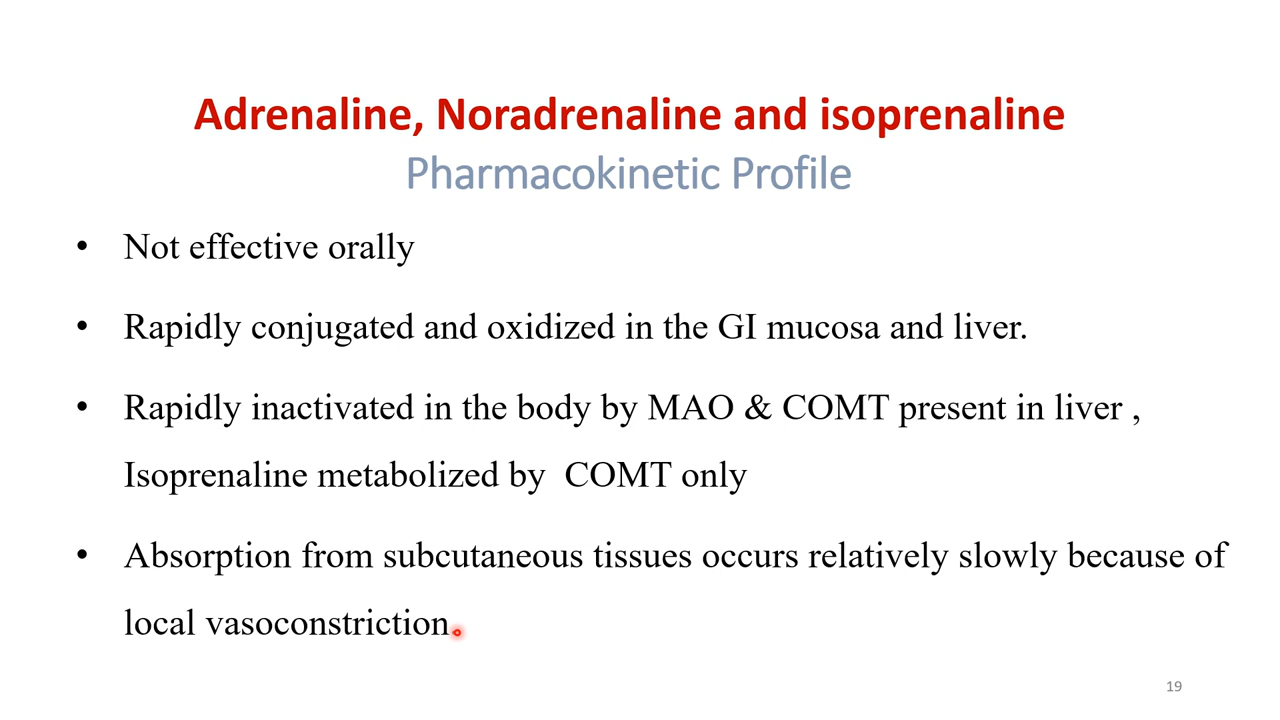 Adrenaline, Noradrenaline and isoprenaline
Pharmacokinetic Profile
• Not effective orally
• Rapidly conjugated and oxidized in the GI mucosa and liver.
• Rapidly inactivated in the body by MAO & COMT present in liver ,
Isoprenaline metabolized by  COMT only
• Absorption from subcutaneous tissues occurs relatively slowly because of
local vasoconstriction.
19